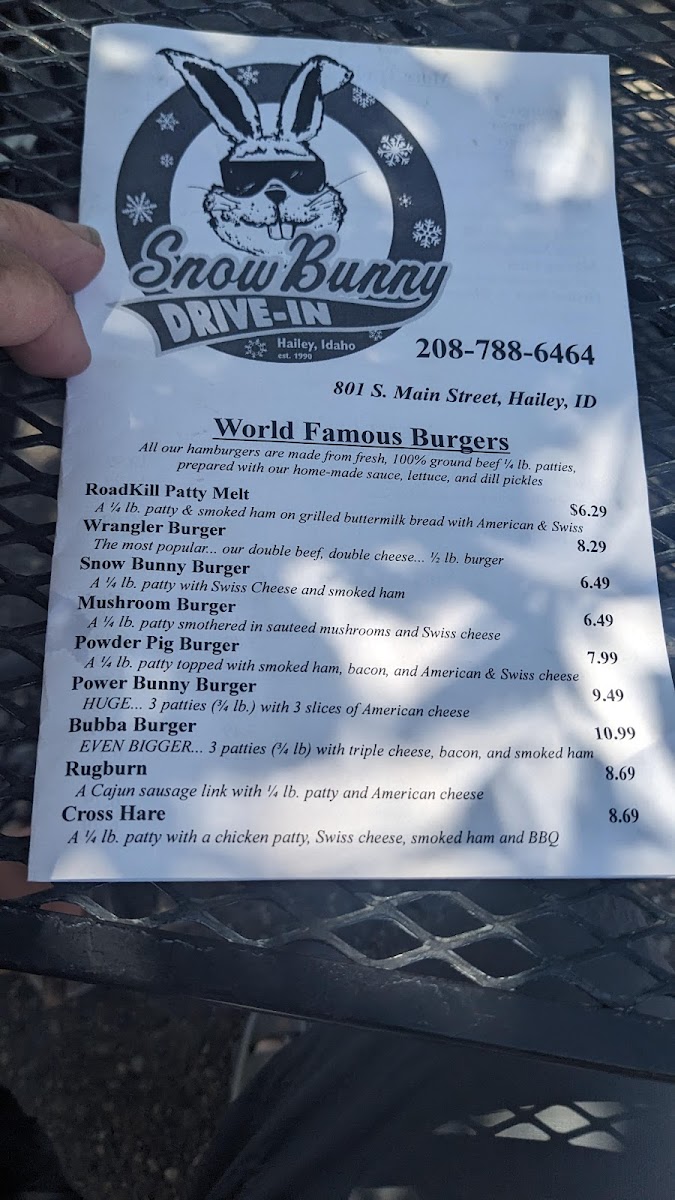 Snow Bunny
DRIVE-IN
Hailey, Idaho
est. 1990
208-788-6464
801 S. Main Street, Hailey, ID
World Famous Burgers
All our hamburgers are made from fresh, 100% ground beef ¼ lb. patties,
prepared with our home-made sauce, lettuce, and dill pickles
RoadKill Patty Melt $6.29
A ¼ lb. patty & smoked ham on grilled buttermilk bread with American & Swiss
Wrangler Burger 8.29
The most popular... our double beef, double cheese... ½ lb. burger
Snow Bunny Burger 6.49
A ¼ lb. patty with Swiss Cheese and smoked ham
Mushroom Burger 6.49
A ¼ lb. patty smothered in sauteed mushrooms and Swiss cheese
Powder Pig Burger 7.99
A ¼ lb. patty topped with smoked ham, bacon, and American & Swiss cheese
Power Bunny Burger 9.49
HUGE... 3 patties (¾ lb.) with 3 slices of American cheese
Bubba Burger 10.99
EVEN BIGGER... 3 patties (¾ lb) with triple cheese, bacon, and smoked ham
Rugburn 8.69
A Cajun sausage link with ¼ lb. patty and American cheese
Cross Hare 8.69
A ¼ lb. patty with a chicken patty, Swiss cheese, smoked ham and BBQ